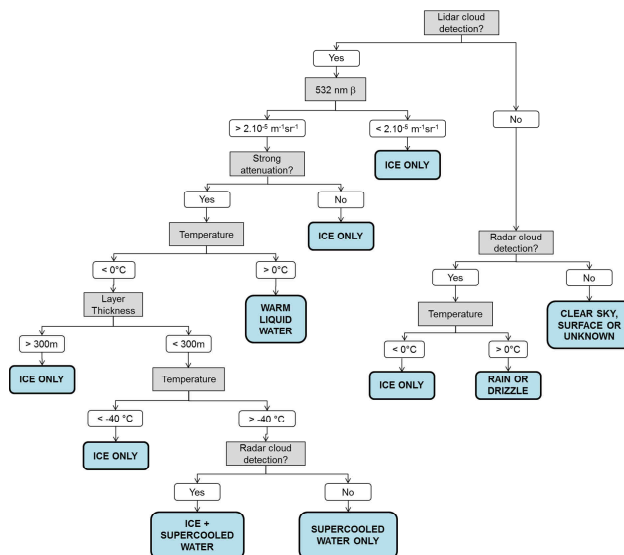 Lidar cloud
detection?
Yes
No
532 nm β
> 2.10⁻⁵ m⁻¹sr⁻¹
< 2.10⁻⁵ m⁻¹sr⁻¹
Strong
attenuation?
ICE ONLY
Yes
No
Temperature
ICE ONLY
Radar cloud
detection?
< 0°C
> 0°C
Yes
No
Layer
Thickness
WARM
LIQUID
WATER
Temperature
CLEAR SKY,
SURFACE OR
UNKNOWN
> 300m
< 300m
< 0°C
> 0°C
ICE ONLY
Temperature
ICE ONLY
RAIN OR
DRIZZLE
< -40 °C
> -40 °C
ICE ONLY
Radar cloud
detection?
Yes
No
ICE +
SUPERCOOLED
WATER
SUPERCOOLED
WATER ONLY